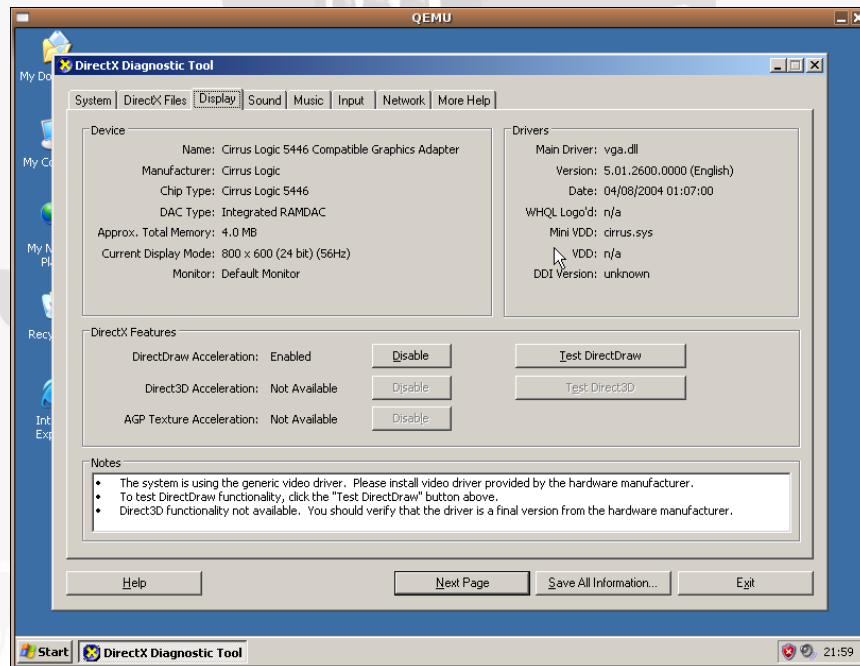 QEMU
My Do
My Co
My N
Pl
Recy
Int
Exp
DirectX Diagnostic Tool
System DirectX Files Display Sound Music Input Network More Help
Device
Name: Cirrus Logic 5446 Compatible Graphics Adapter
Manufacturer: Cirrus Logic
Chip Type: Cirrus Logic 5446
DAC Type: Integrated RAMDAC
Approx. Total Memory: 4.0 MB
Current Display Mode: 800 x 600 (24 bit) (56Hz)
Monitor: Default Monitor
Drivers
Main Driver: vga.dll
Version: 5.01.2600.0000 (English)
Date: 04/08/2004 01:07:00
WHQL Logo'd: n/a
Mini VDD: cirrus.sys
VDD: n/a
DDI Version: unknown
DirectX Features
DirectDraw Acceleration: Enabled Disable Test DirectDraw
Direct3D Acceleration: Not Available Disable Test Direct3D
AGP Texture Acceleration: Not Available Disable
Notes
• The system is using the generic video driver. Please install video driver provided by the hardware manufacturer.
• To test DirectDraw functionality, click the "Test DirectDraw" button above.
• Direct3D functionality not available. You should verify that the driver is a final version from the hardware manufacturer.
Help Next Page Save All Information... Exit
Start DirectX Diagnostic Tool 21:59